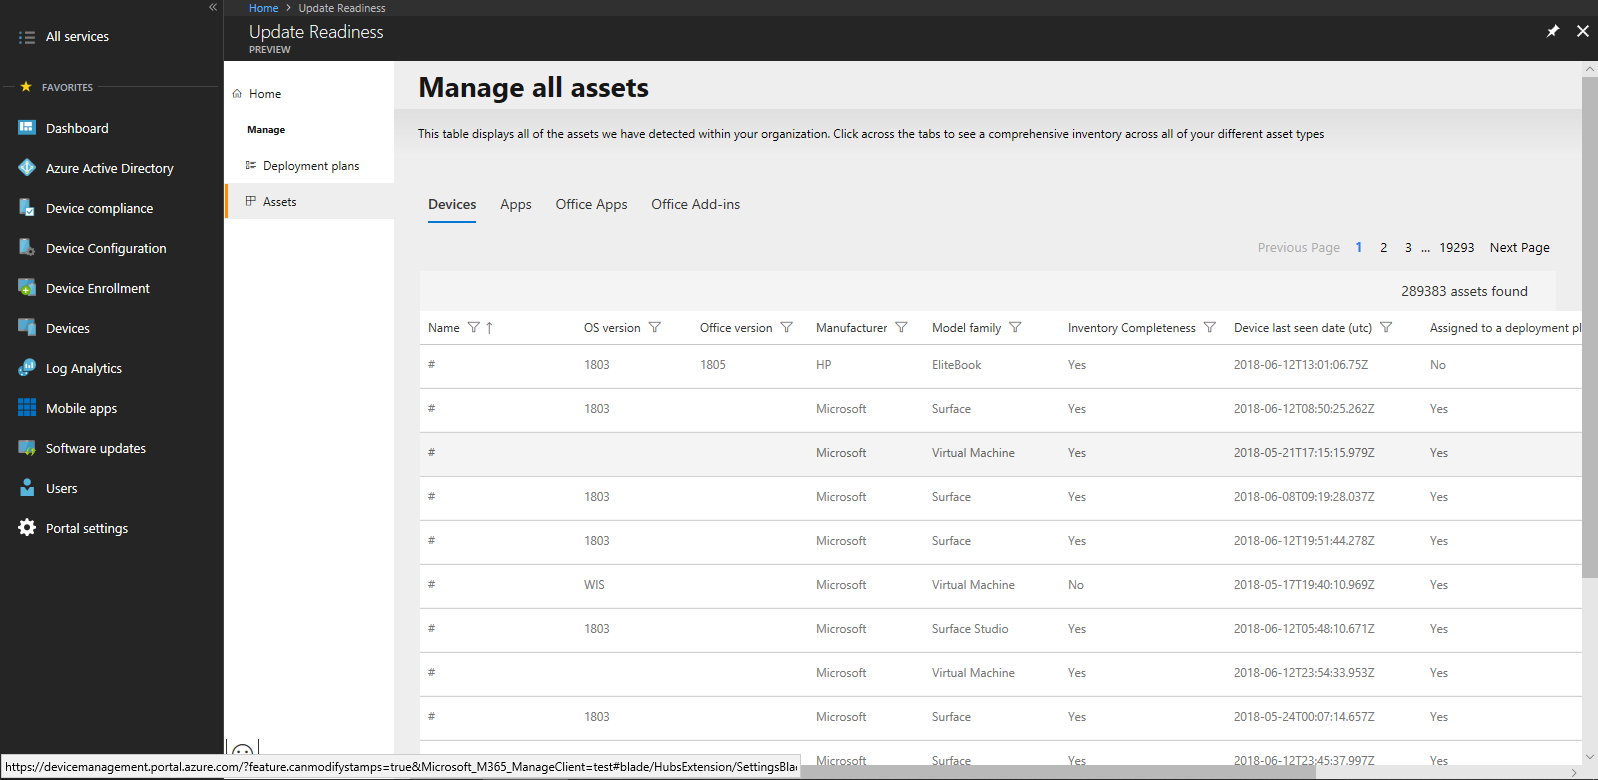 «
Home > Update Readiness
All services
Update Readiness
PREVIEW
FAVORITES
Dashboard
Azure Active Directory
Device compliance
Device Configuration
Device Enrollment
Devices
Log Analytics
Mobile apps
Software updates
Users
Portal settings
Home
Manage
Deployment plans
Assets
Manage all assets
This table displays all of the assets we have detected within your organization. Click across the tabs to see a comprehensive inventory across all of your different asset types
Devices Apps Office Apps Office Add-ins
Previous Page 1 2 3 ... 19293 Next Page
289383 assets found
Name ↑ OS version Office version Manufacturer Model family Inventory Completeness Device last seen date (utc) Assigned to a deployment pl
# 1803 1805 HP EliteBook Yes 2018-06-12T13:01:06.75Z No
# 1803 Microsoft Surface Yes 2018-06-12T08:50:25.262Z Yes
# Microsoft Virtual Machine Yes 2018-05-21T17:15:15.979Z Yes
# 1803 Microsoft Surface Yes 2018-06-08T09:19:28.037Z Yes
# 1803 Microsoft Surface Yes 2018-06-12T19:51:44.278Z Yes
# WIS Microsoft Virtual Machine No 2018-05-17T19:40:10.969Z Yes
# 1803 Microsoft Surface Studio Yes 2018-06-12T05:48:10.671Z Yes
# Microsoft Virtual Machine Yes 2018-06-12T23:54:33.953Z Yes
# 1803 Microsoft Surface Yes 2018-05-24T00:07:14.657Z Yes
Microsoft Surface Yes 2018-06-12T23:45:37.997Z Yes
https://devicemanagement.portal.azure.com/?feature.canmodifystamps=true&Microsoft_M365_ManageClient=test#blade/HubsExtension/SettingsBla